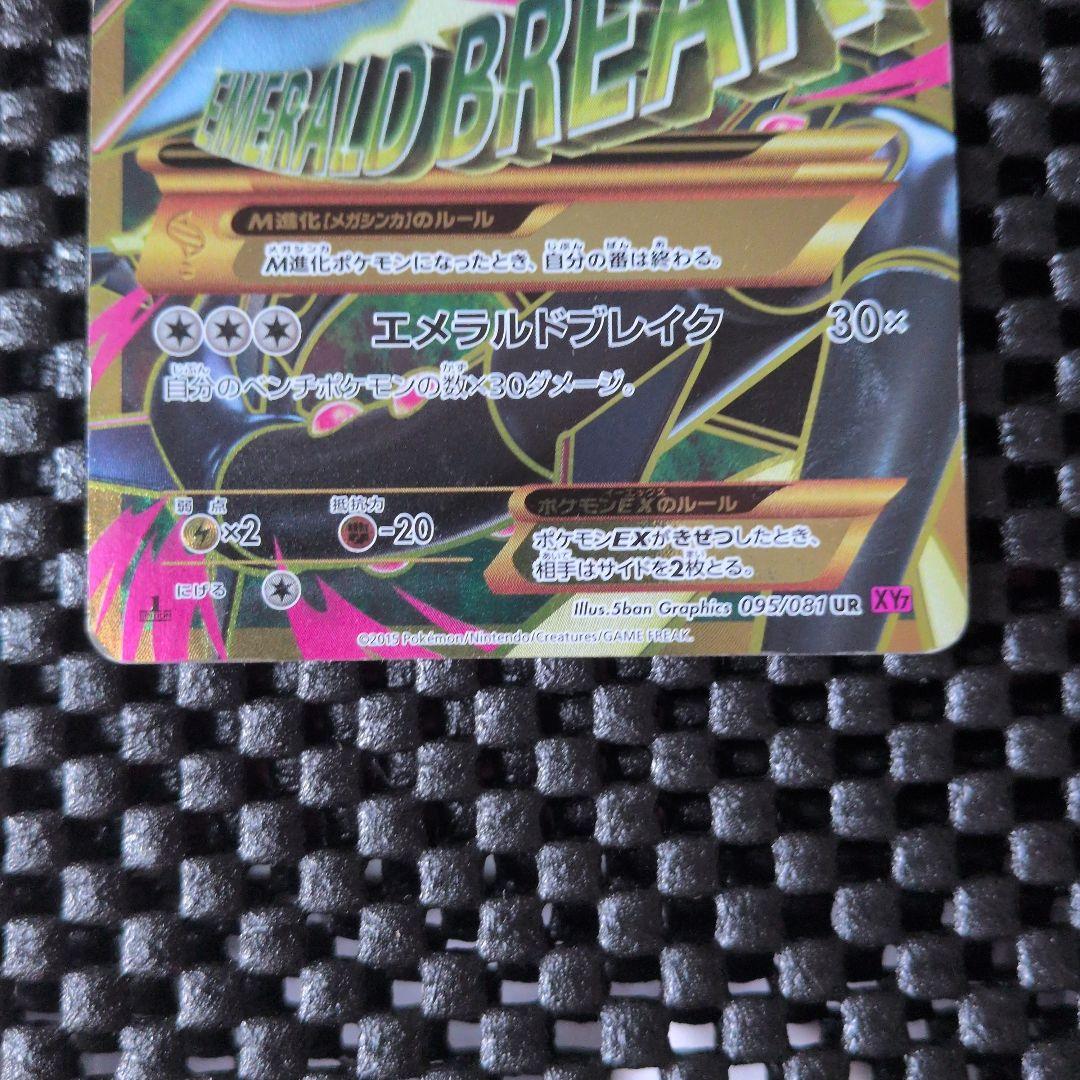 EMERALD BREAK
M進化[メガシンカ]のルール
M進化ポケモンになったとき、自分の番は終わる。
エメラルドブレイク 30×
自分のベンチポケモンの数×30ダメージ。
弱点 抵抗力
×2 -20
にげる
ポケモンEXのルール
ポケモンEXがきぜつしたとき、
相手はサイドを2枚とる。
Illus.5ban Graphics 095/081 UR XY7
©2015 Pokémon/Nintendo/Creatures/GAME FREAK.